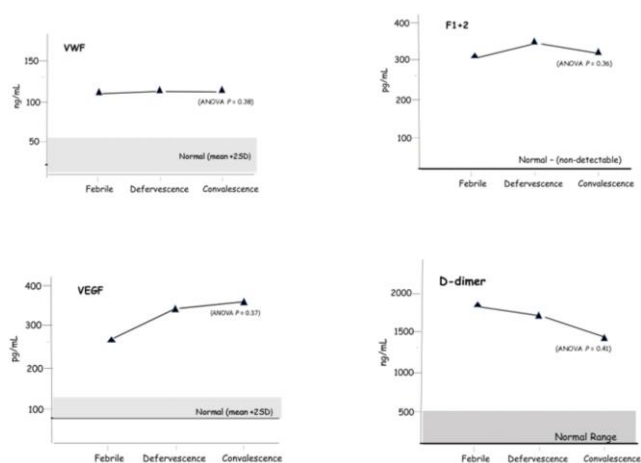 VWF
150
100
50
ng/mL
(ANOVA P = 0.38)
Normal (mean +2SD)
Febrile Defervescence Convalescence
F1+2
400
300
200
100
pg/mL
(ANOVA P = 0.36)
Normal - (non-detectable)
Febrile Defervescence Convalescence
VEGF
400
300
200
100
pg/mL
(ANOVA P = 0.37)
Normal (mean +2SD)
Febrile Defervescence Convalescence
D-dimer
2000
1500
1000
500
ng/mL
(ANOVA P = 0.41)
Normal Range
Febrile Defervescence Convalescence